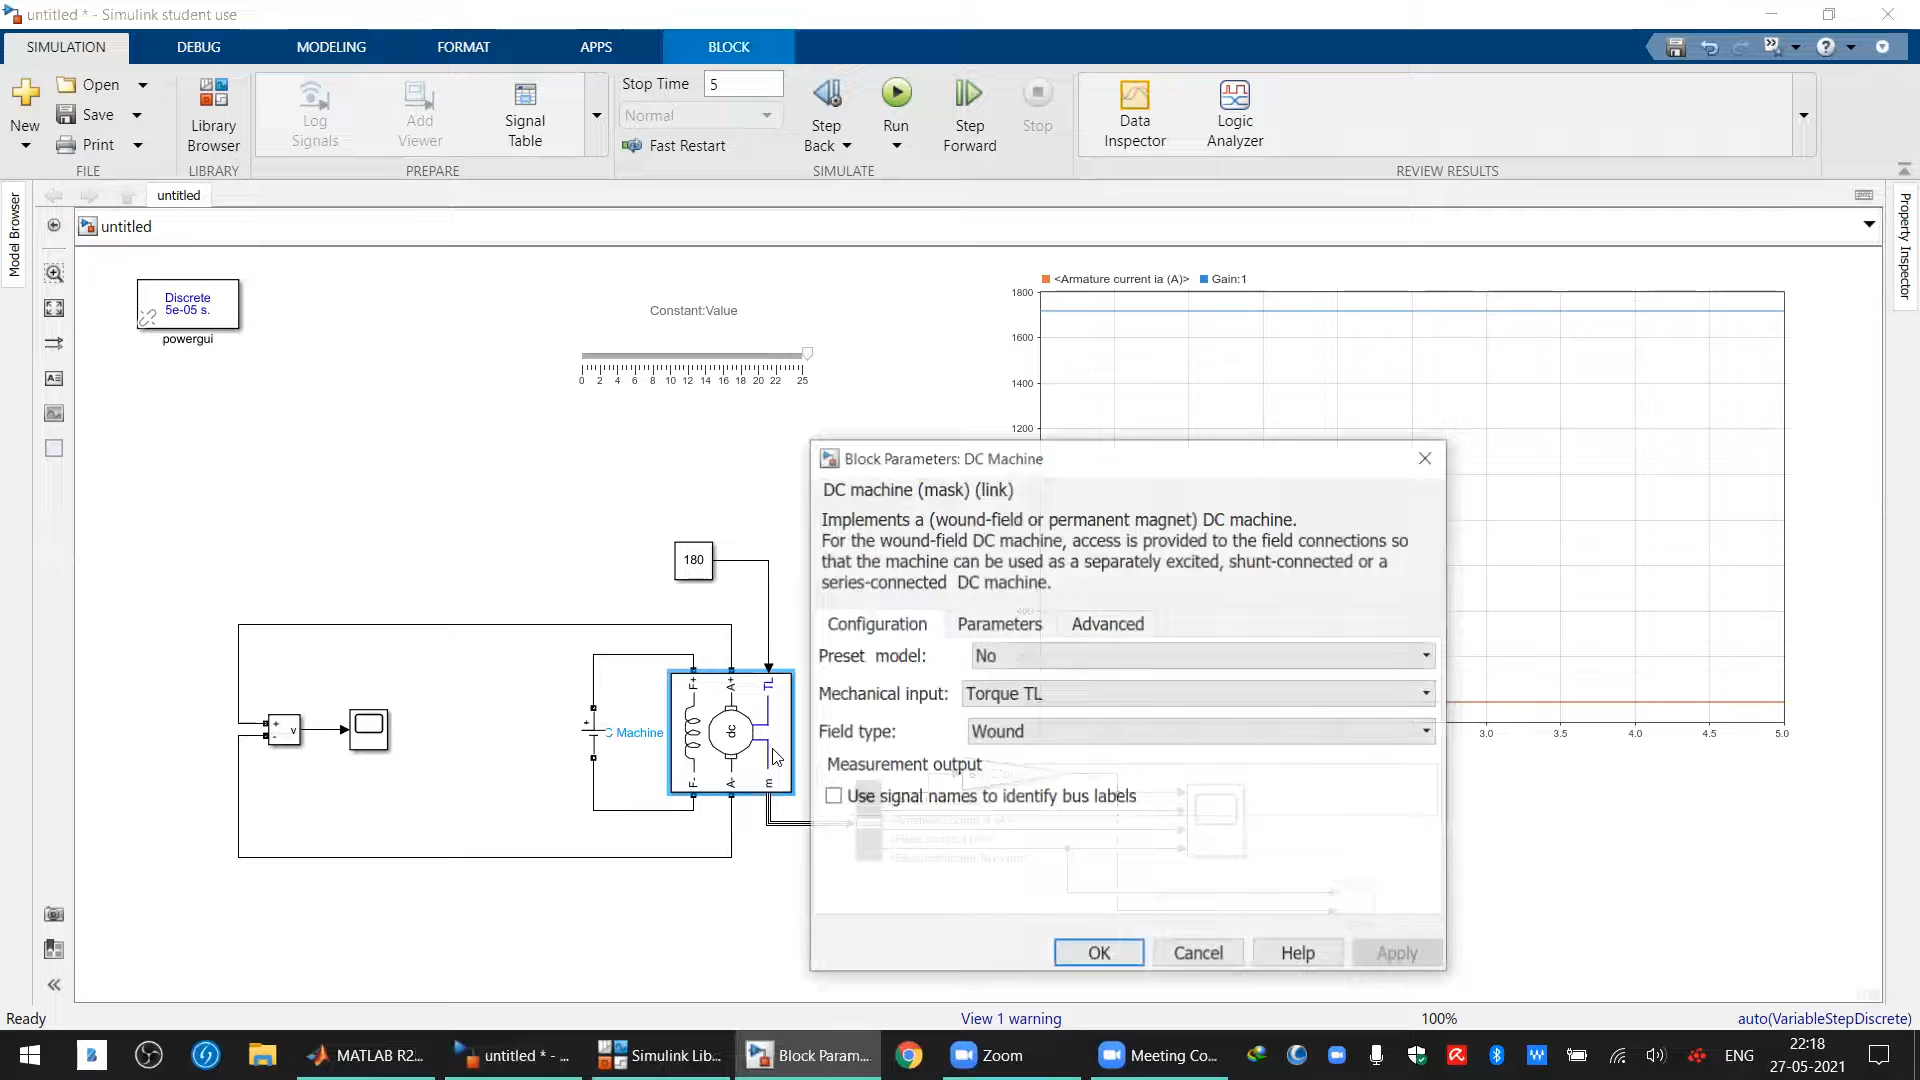 untitled * - Simulink student use
SIMULATION
DEBUG
MODELING
FORMAT
APPS
BLOCK
New
Open
Save
Print
FILE
Library
Browser
LIBRARY
Log
Signals
Add
Viewer
Signal
Table
PREPARE
Stop Time
5
Normal
Fast Restart
Step
Back
Run
Step
Forward
Stop
SIMULATE
Data
Inspector
Logic
Analyzer
REVIEW RESULTS
Model Browser
Property Inspector
untitled
untitled
Discrete
5e-05 s.
powergui
Constant:Value
0 2 4 6 8 10 12 14 16 18 20 22 25
<Armature current ia (A)> Gain:1
1800
1600
1400
1200
3.0 3.5 4.0 4.5 5.0
180
TL
A+
F+
dc
F-
A-
m
C Machine
+
-
v
+
Block Parameters: DC Machine
DC machine (mask) (link)
Implements a (wound-field or permanent magnet) DC machine.
For the wound-field DC machine, access is provided to the field connections so
that the machine can be used as a separately excited, shunt-connected or a
series-connected DC machine.
Configuration Parameters Advanced
Preset model: No
Mechanical input: Torque TL
Field type: Wound
Measurement output
Use signal names to identify bus labels
OK Cancel Help Apply
Ready
View 1 warning
100%
auto(VariableStepDiscrete)
MATLAB R2...
untitled * - ...
Simulink Lib...
Block Param...
Zoom
Meeting Co...
ENG
22:18
27-05-2021